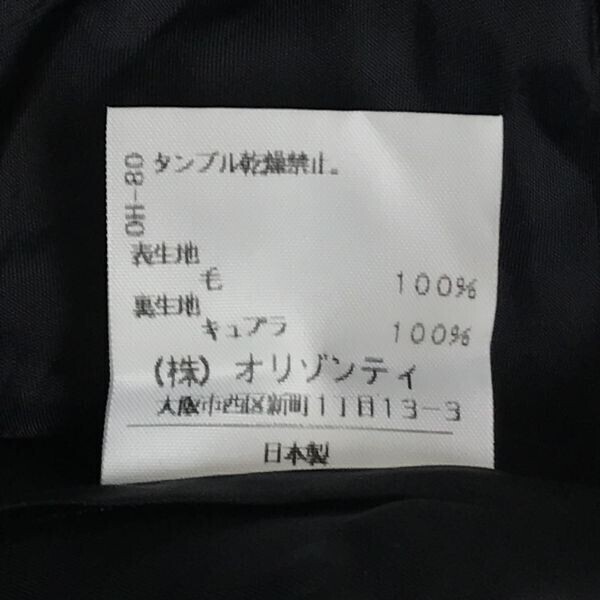 タンブル乾燥禁止。
OH-80
表生地
毛 100%
裏生地
キュプラ 100%
(株) オリゾンティ
大阪市西区新町1丁目13-3
日本製